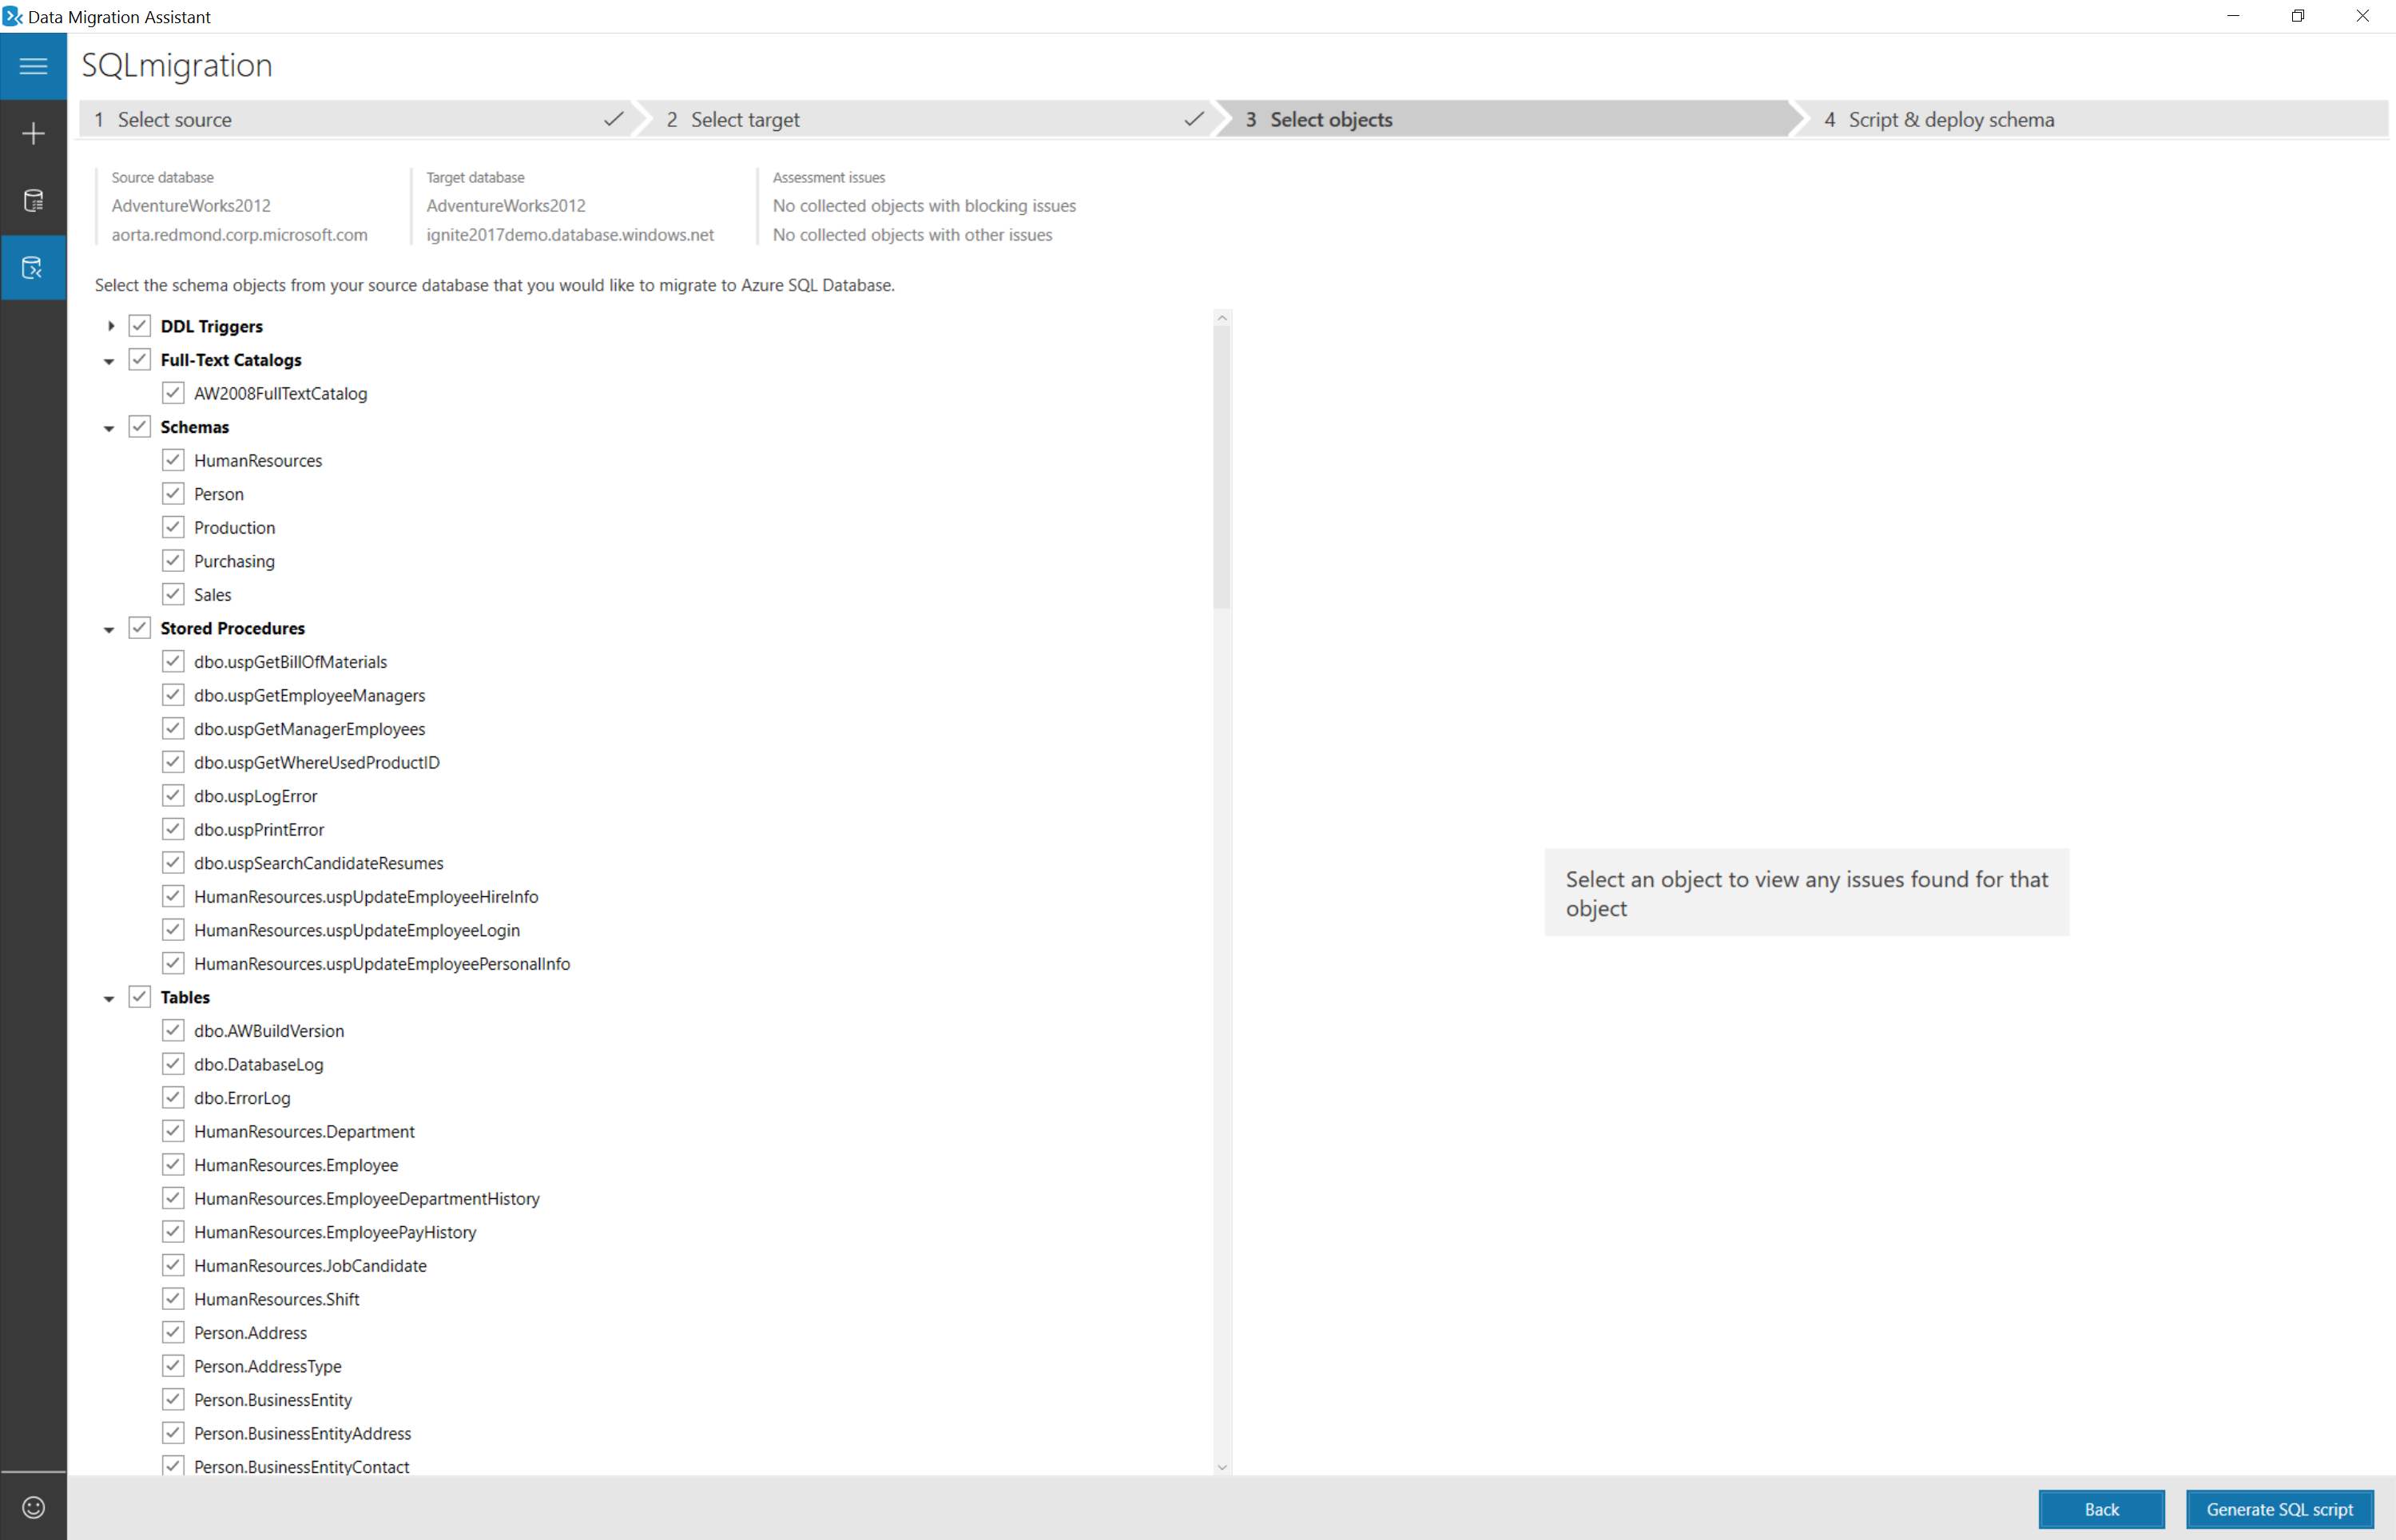 Data Migration Assistant
SQLmigration
1 Select source
2 Select target
3 Select objects
4 Script & deploy schema
Source database
AdventureWorks2012
aorta.redmond.corp.microsoft.com
Target database
AdventureWorks2012
ignite2017demo.database.windows.net
Assessment issues
No collected objects with blocking issues
No collected objects with other issues
Select the schema objects from your source database that you would like to migrate to Azure SQL Database.
DDL Triggers
Full-Text Catalogs
AW2008FullTextCatalog
Schemas
HumanResources
Person
Production
Purchasing
Sales
Stored Procedures
dbo.uspGetBillOfMaterials
dbo.uspGetEmployeeManagers
dbo.uspGetManagerEmployees
dbo.uspGetWhereUsedProductID
dbo.uspLogError
dbo.uspPrintError
dbo.uspSearchCandidateResumes
HumanResources.uspUpdateEmployeeHireInfo
HumanResources.uspUpdateEmployeeLogin
HumanResources.uspUpdateEmployeePersonalInfo
Tables
dbo.AWBuildVersion
dbo.DatabaseLog
dbo.ErrorLog
HumanResources.Department
HumanResources.Employee
HumanResources.EmployeeDepartmentHistory
HumanResources.EmployeePayHistory
HumanResources.JobCandidate
HumanResources.Shift
Person.Address
Person.AddressType
Person.BusinessEntity
Person.BusinessEntityAddress
Person.BusinessEntityContact
Select an object to view any issues found for that
object
Back
Generate SQL script